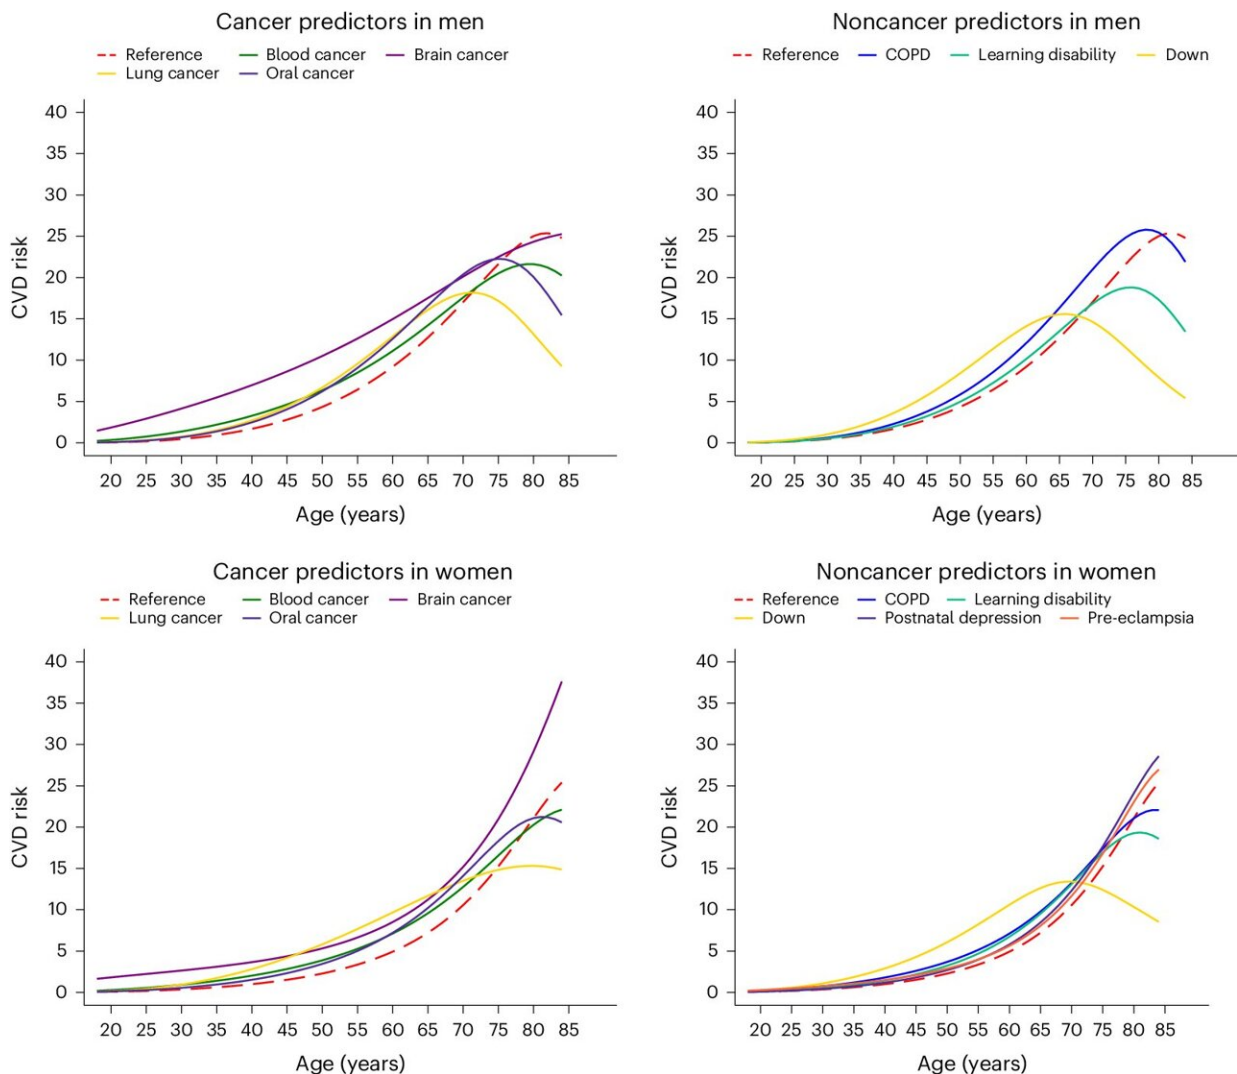 Cancer predictors in men
Reference Blood cancer Brain cancer
Lung cancer Oral cancer
40
35
30
25
20
15
10
5
0
CVD risk
20 25 30 35 40 45 50 55 60 65 70 75 80 85
Age (years)
Noncancer predictors in men
Reference COPD Learning disability Down
40
35
30
25
20
15
10
5
0
CVD risk
20 25 30 35 40 45 50 55 60 65 70 75 80 85
Age (years)
Cancer predictors in women
Reference Blood cancer Brain cancer
Lung cancer Oral cancer
40
35
30
25
20
15
10
5
0
CVD risk
20 25 30 35 40 45 50 55 60 65 70 75 80 85
Age (years)
Noncancer predictors in women
Reference COPD Learning disability
Down Postnatal depression Pre-eclampsia
40
35
30
25
20
15
10
5
0
CVD risk
20 25 30 35 40 45 50 55 60 65 70 75 80 85
Age (years)